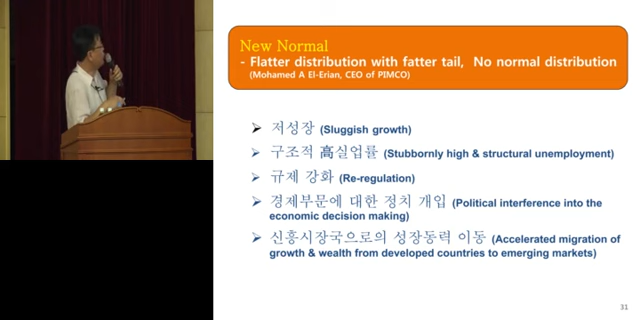 New Normal
- Flatter distribution with fatter tail, No normal distribution
(Mohamed A El-Erian, CEO of PIMCO)
➢ 저성장 (Sluggish growth)
➢ 구조적 高실업률 (Stubbornly high & structural unemployment)
➢ 규제 강화 (Re-regulation)
➢ 경제부문에 대한 정치 개입 (Political interference into the
economic decision making)
➢ 신흥시장국으로의 성장동력 이동 (Accelerated migration of
growth & wealth from developed countries to emerging markets)
31